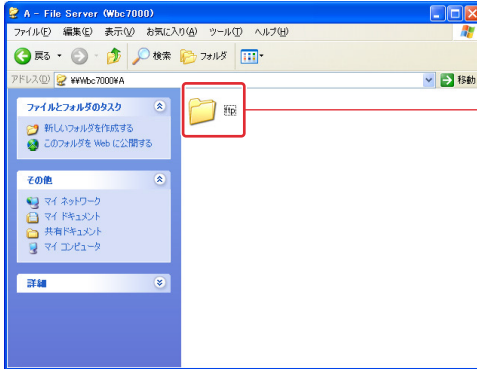 A - File Server (Wbc7000)
ファイル(F) 編集(E) 表示(V) お気に入り(A) ツール(T) ヘルプ(H)
戻る 検索 フォルダ
アドレス(D) ¥¥Wbc7000¥A 移動
ファイルとフォルダのタスク
ftp
新しいフォルダを作成する
このフォルダを Web に公開する
その他
マイ ネットワーク
マイ ドキュメント
共有ドキュメント
マイ コンピュータ
詳細